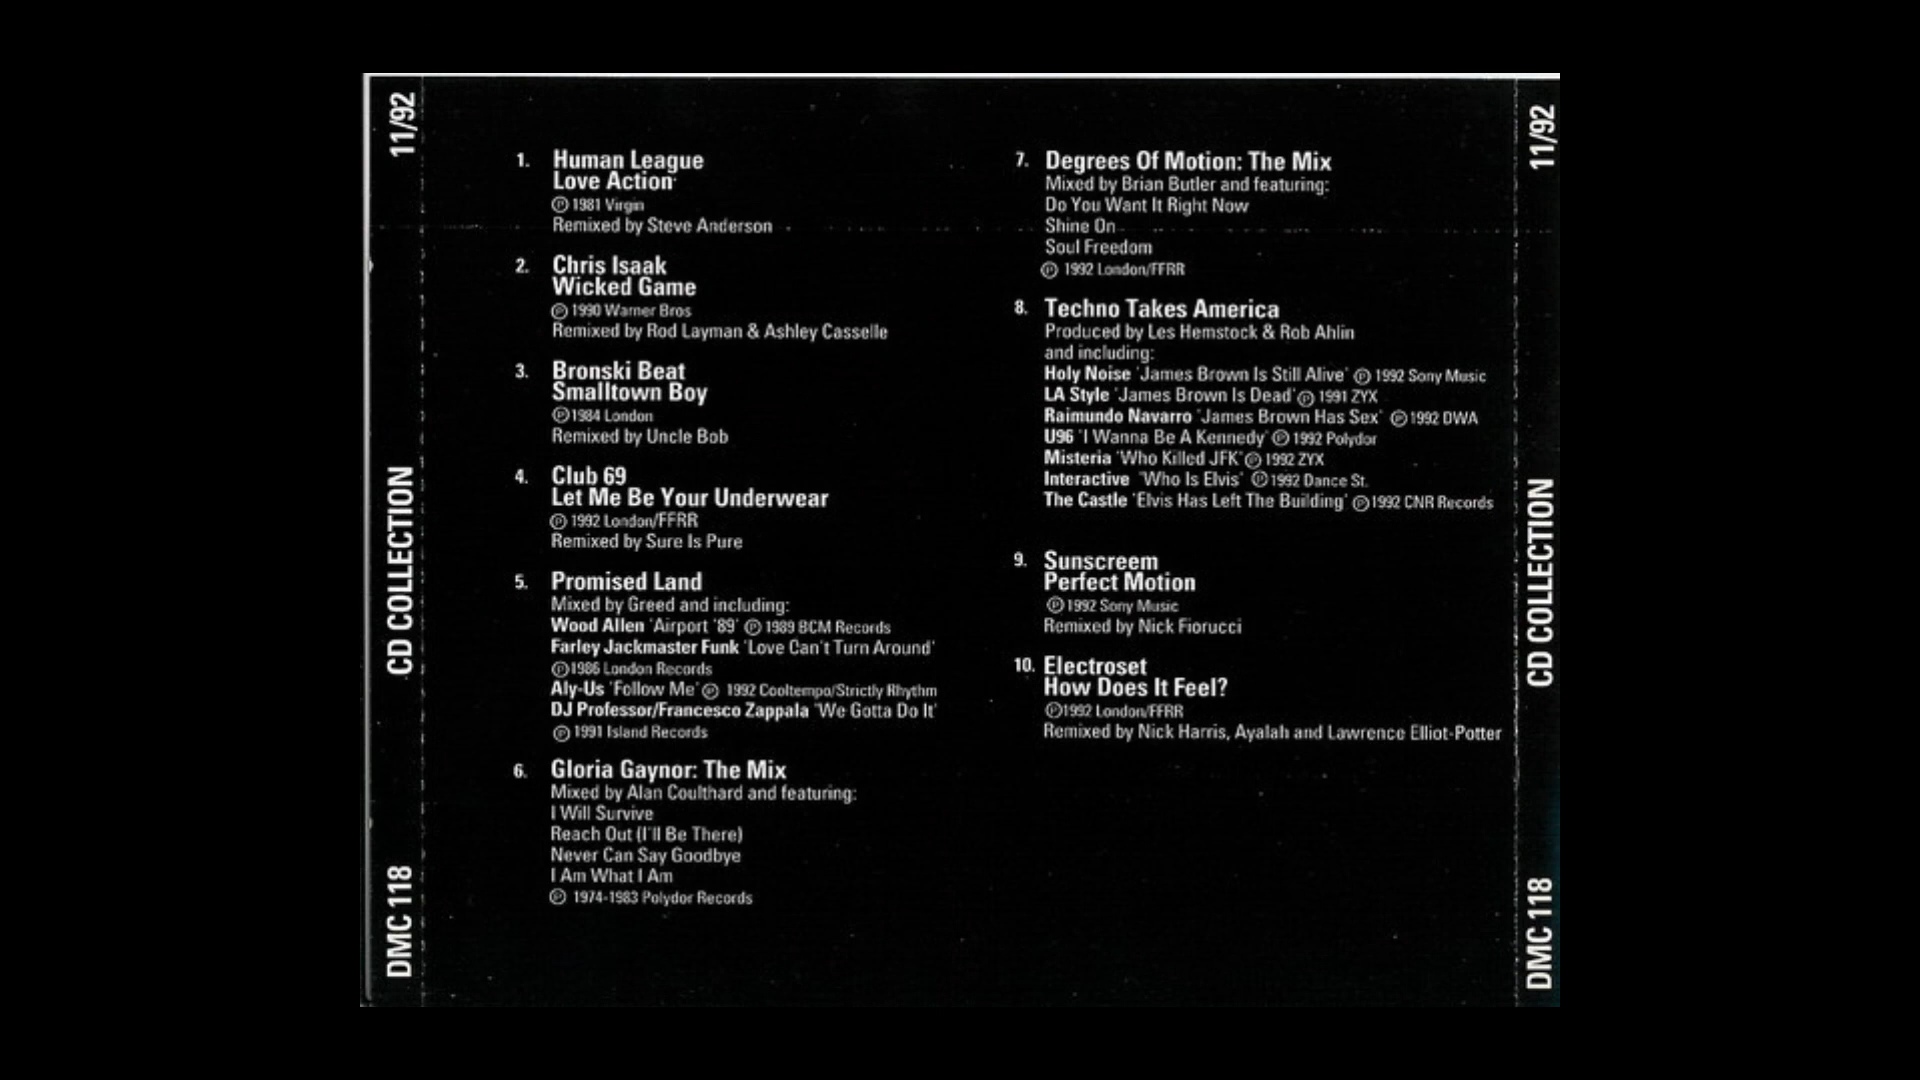 11/92
CD COLLECTION
DMC 118
1. Human League
Love Action
℗ 1981 Virgin
Remixed by Steve Anderson
2. Chris Isaak
Wicked Game
℗ 1990 Warner Bros
Remixed by Rod Layman & Ashley Casselle
3. Bronski Beat
Smalltown Boy
℗1984 London
Remixed by Uncle Bob
4. Club 69
Let Me Be Your Underwear
℗ 1992 London/FFRR
Remixed by Sure Is Pure
5. Promised Land
Mixed by Greed and including:
Wood Allen 'Airport '89' ℗ 1989 BCM Records
Farley Jackmaster Funk 'Love Can't Turn Around'
℗1986 London Records
Aly-Us 'Follow Me' ℗ 1992 Cooltempo/Strictly Rhythm
DJ Professor/Francesco Zappala 'We Gotta Do It'
℗ 1991 Island Records
6. Gloria Gaynor: The Mix
Mixed by Alan Coulthard and featuring:
I Will Survive
Reach Out (I'll Be There)
Never Can Say Goodbye
I Am What I Am
℗ 1974-1983 Polydor Records
7. Degrees Of Motion: The Mix
Mixed by Brian Butler and featuring:
Do You Want It Right Now
Shine On
Soul Freedom
℗ 1992 London/FFRR
8. Techno Takes America
Produced by Les Hemstock & Rob Ahlin
and including:
Holy Noise 'James Brown Is Still Alive' ℗ 1992 Sony Music
LA Style 'James Brown Is Dead' ℗ 1991 ZYX
Raimundo Navarro 'James Brown Has Sex' ℗1992 DWA
U96 'I Wanna Be A Kennedy' ℗ 1992 Polydor
Misteria 'Who Killed JFK' ℗ 1992 ZYX
Interactive 'Who Is Elvis' ℗1992 Dance St.
The Castle 'Elvis Has Left The Building' ℗1992 CNR Records
9. Sunscreem
Perfect Motion
℗1992 Sony Music
Remixed by Nick Fiorucci
10. Electroset
How Does It Feel?
℗1992 London/FFRR
Remixed by Nick Harris, Ayalah and Lawrence Elliot-Potter
11/92
CD COLLECTION
DMC 118